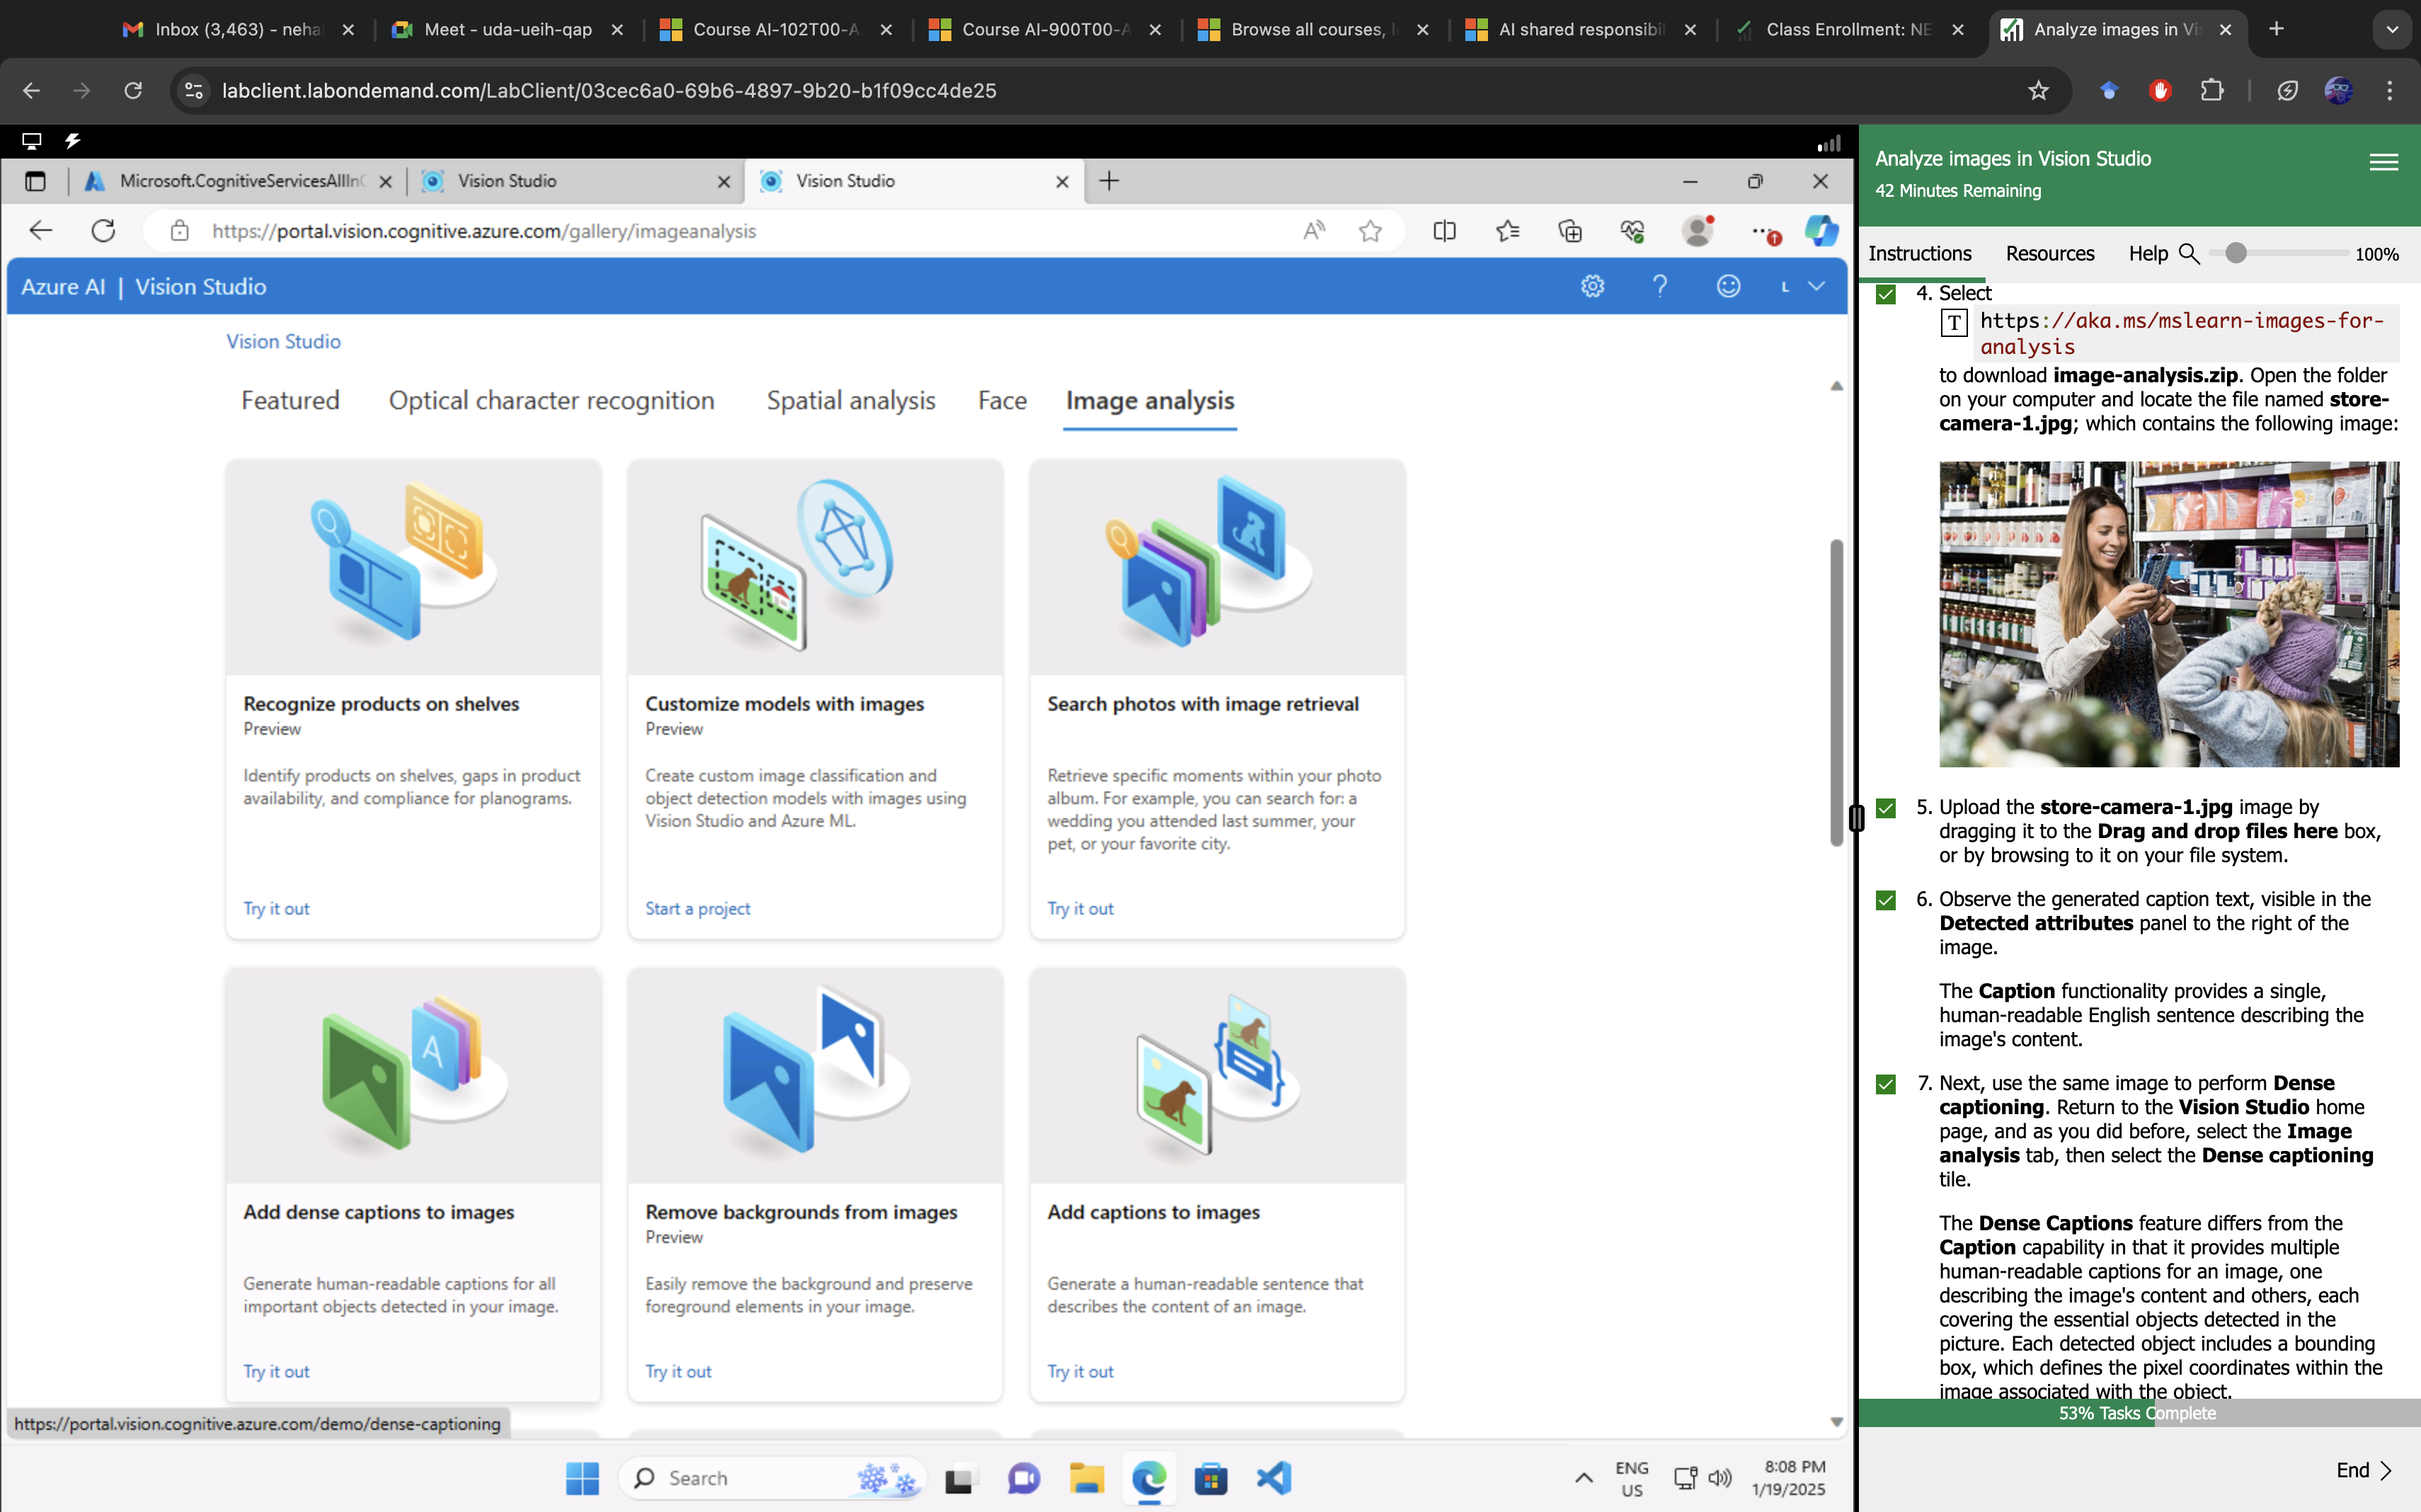 Inbox (3,463) - neha
Meet - uda-ueih-qap
Course AI-102T00-A
Course AI-900T00-A
Browse all courses, l
AI shared responsibil
Class Enrollment: NE
Analyze images in Vi
labclient.labondemand.com/LabClient/03cec6a0-69b6-4897-9b20-b1f09cc4de25
Microsoft.CognitiveServicesAllInO
Vision Studio
Vision Studio
https://portal.vision.cognitive.azure.com/gallery/imageanalysis
Azure AI | Vision Studio
L
Vision Studio
Featured
Optical character recognition
Spatial analysis
Face
Image analysis
Recognize products on shelves
Preview
Identify products on shelves, gaps in product
availability, and compliance for planograms.
Try it out
Customize models with images
Preview
Create custom image classification and
object detection models with images using
Vision Studio and Azure ML.
Start a project
Search photos with image retrieval
Retrieve specific moments within your photo
album. For example, you can search for: a
wedding you attended last summer, your
pet, or your favorite city.
Try it out
Add dense captions to images
Generate human-readable captions for all
important objects detected in your image.
Try it out
Remove backgrounds from images
Preview
Easily remove the background and preserve
foreground elements in your image.
Try it out
Add captions to images
Generate a human-readable sentence that
describes the content of an image.
Try it out
https://portal.vision.cognitive.azure.com/demo/dense-captioning
Search
ENG
US
8:08 PM
1/19/2025
Analyze images in Vision Studio
42 Minutes Remaining
Instructions
Resources
Help
100%
4. Select
T https://aka.ms/mslearn-images-for-
analysis
to download image-analysis.zip. Open the folder
on your computer and locate the file named store-
camera-1.jpg; which contains the following image:
5. Upload the store-camera-1.jpg image by
dragging it to the Drag and drop files here box,
or by browsing to it on your file system.
6. Observe the generated caption text, visible in the
Detected attributes panel to the right of the
image.
The Caption functionality provides a single,
human-readable English sentence describing the
image's content.
7. Next, use the same image to perform Dense
captioning. Return to the Vision Studio home
page, and as you did before, select the Image
analysis tab, then select the Dense captioning
tile.
The Dense Captions feature differs from the
Caption capability in that it provides multiple
human-readable captions for an image, one
describing the image's content and others, each
covering the essential objects detected in the
picture. Each detected object includes a bounding
box, which defines the pixel coordinates within the
image associated with the object.
53% Tasks Complete
End